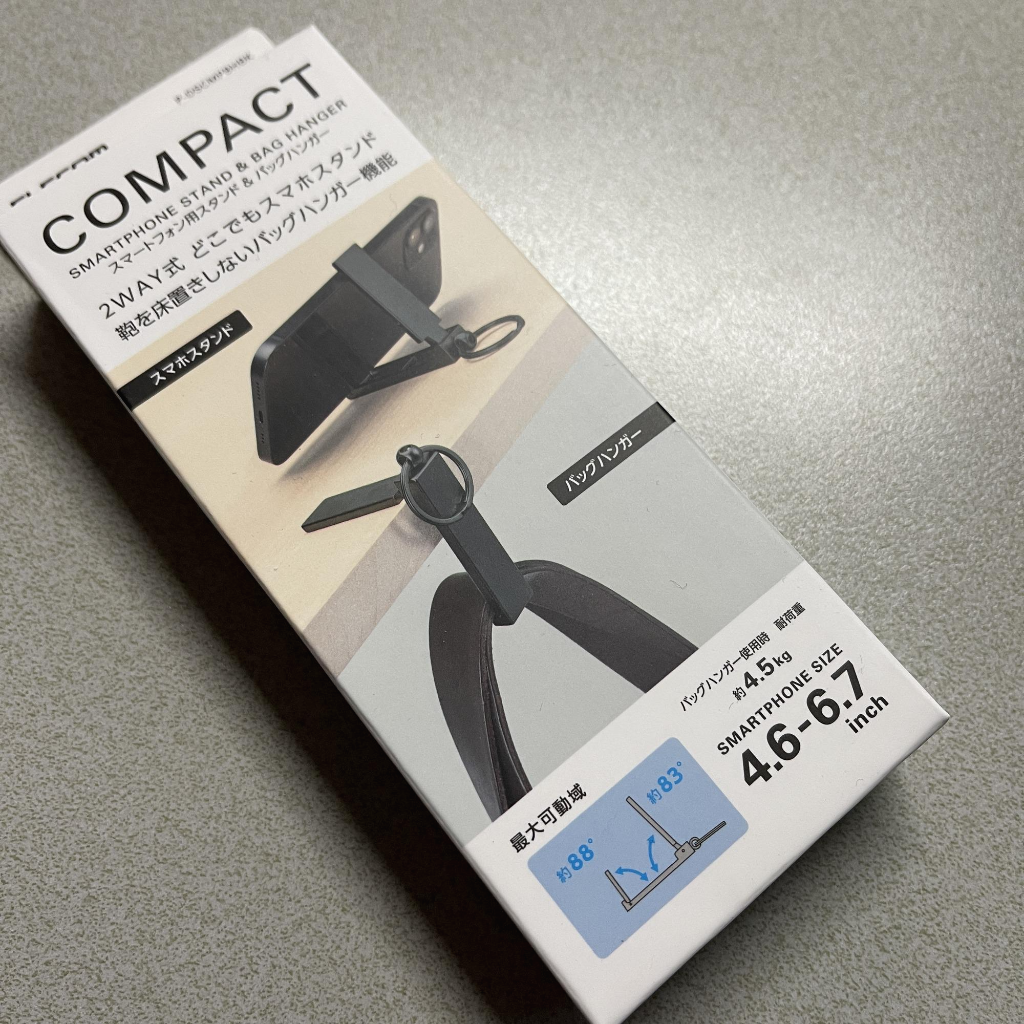 ELECOM
COMPACT
SMARTPHONE STAND & BAG HANGER
スマートフォン用スタンド & バッグハンガー
2WAY式 どこでもスマホスタンド
鞄を床置きしないバッグハンガー機能
スマホスタンド
バッグハンガー
バッグハンガー使用時 耐荷重
約4.5kg
SMARTPHONE SIZE
4.6-6.7
inch
最大可動域
約88°
約83°